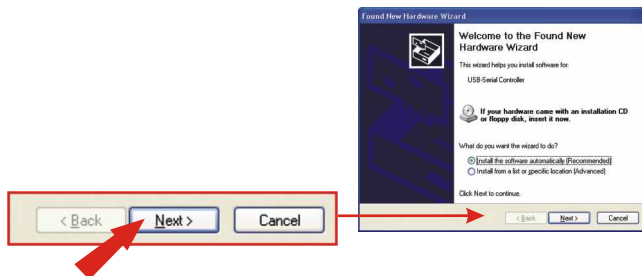 Found New Hardware Wizard
Welcome to the Found New
Hardware Wizard
This wizard helps you install software for:
USB-Serial Controller
If your hardware came with an installation CD
or floppy disk, insert it now.
What do you want the wizard to do?
Install the software automatically (Recommended)
Install from a list or specific location (Advanced)
Click Next to continue.
< Back Next > Cancel
< Back Next > Cancel